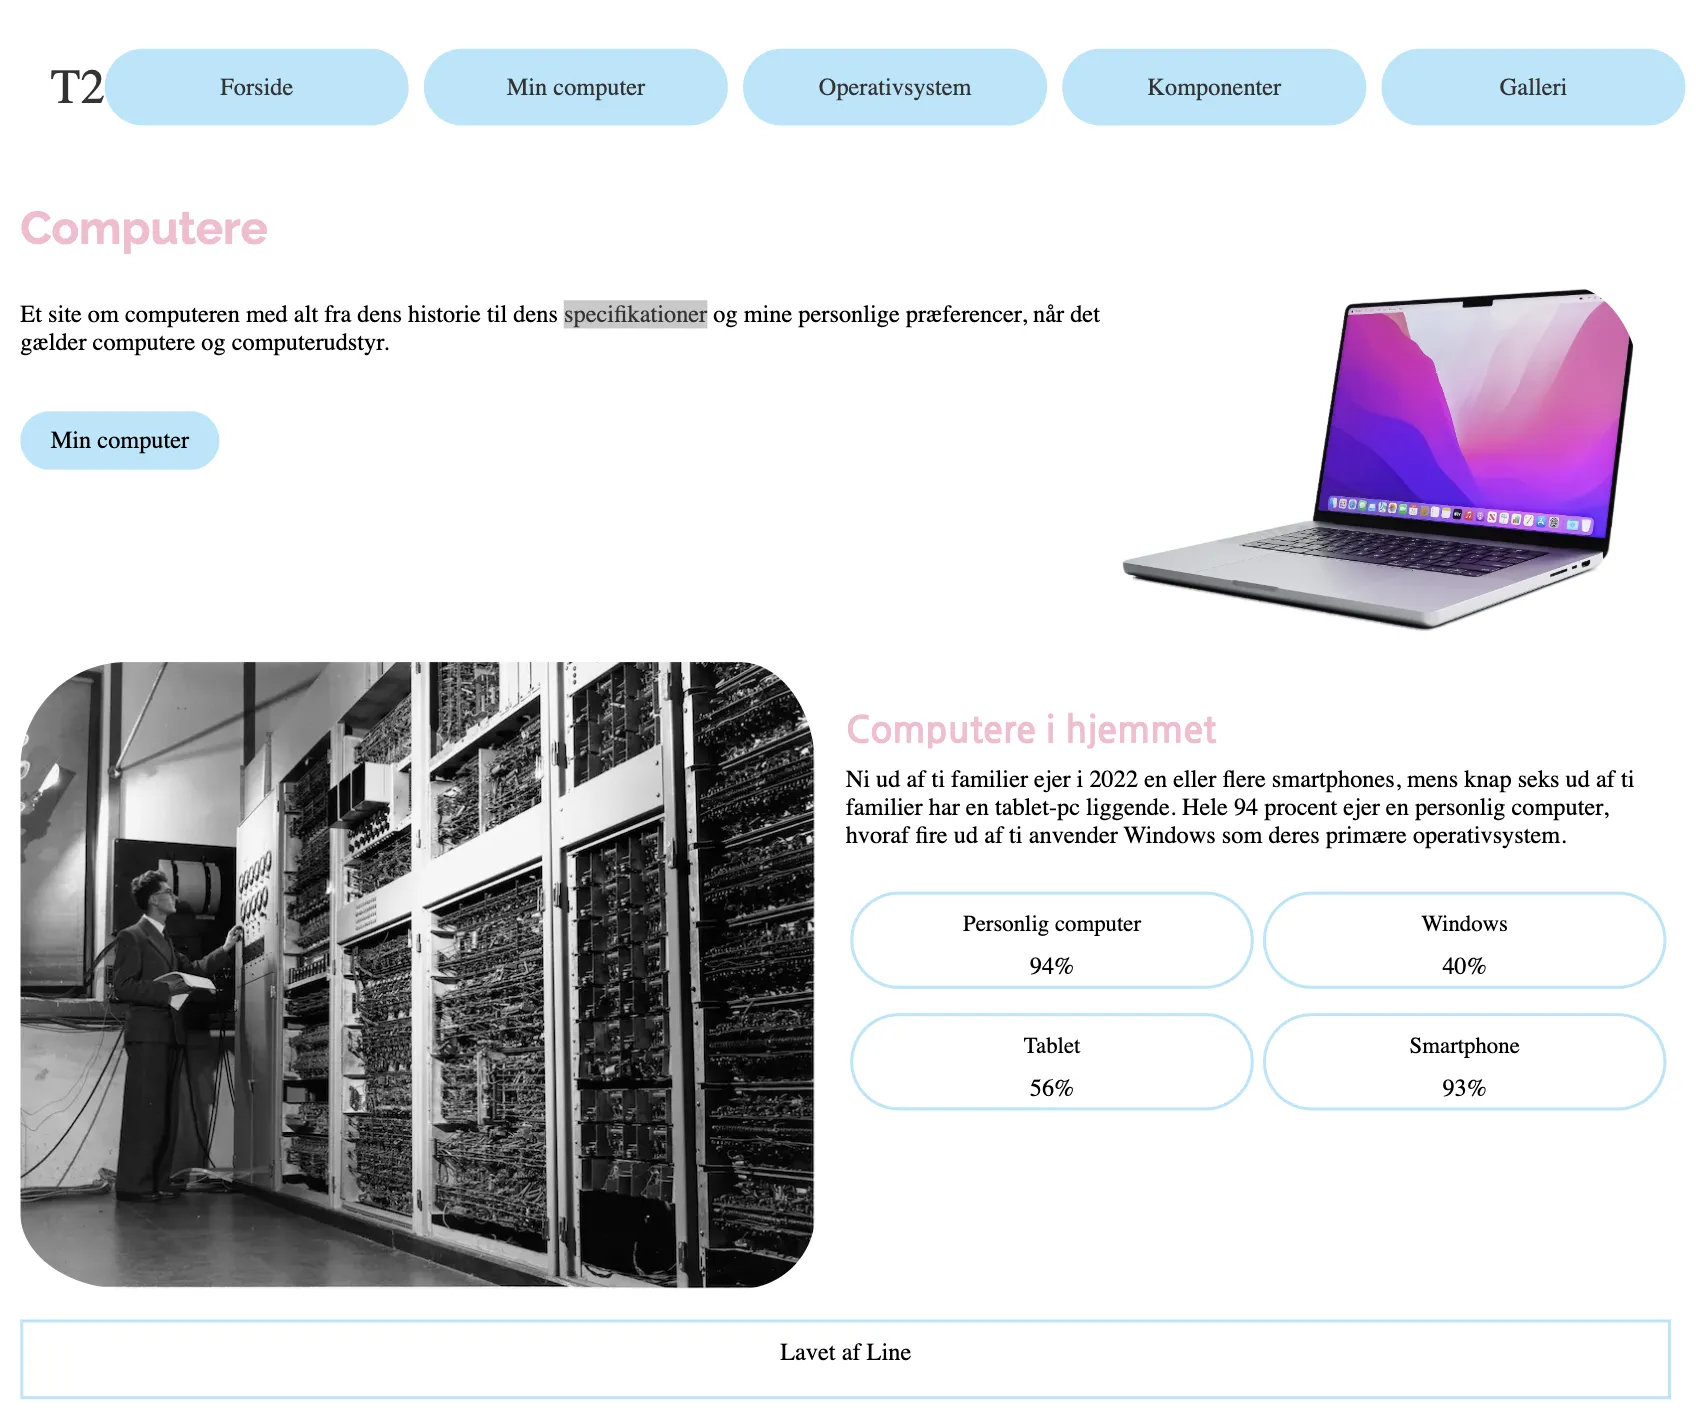 T2 Forside Min computer Operativsystem Komponenter Galleri
Computere
Et site om computeren med alt fra dens historie til dens specifikationer og mine personlige præferencer, når det
gælder computere og computerudstyr.
Min computer
Computere i hjemmet
Ni ud af ti familier ejer i 2022 en eller flere smartphones, mens knap seks ud af ti
familier har en tablet-pc liggende. Hele 94 procent ejer en personlig computer,
hvoraf fire ud af ti anvender Windows som deres primære operativsystem.
Personlig computer
94%
Windows
40%
Tablet
56%
Smartphone
93%
Lavet af Line